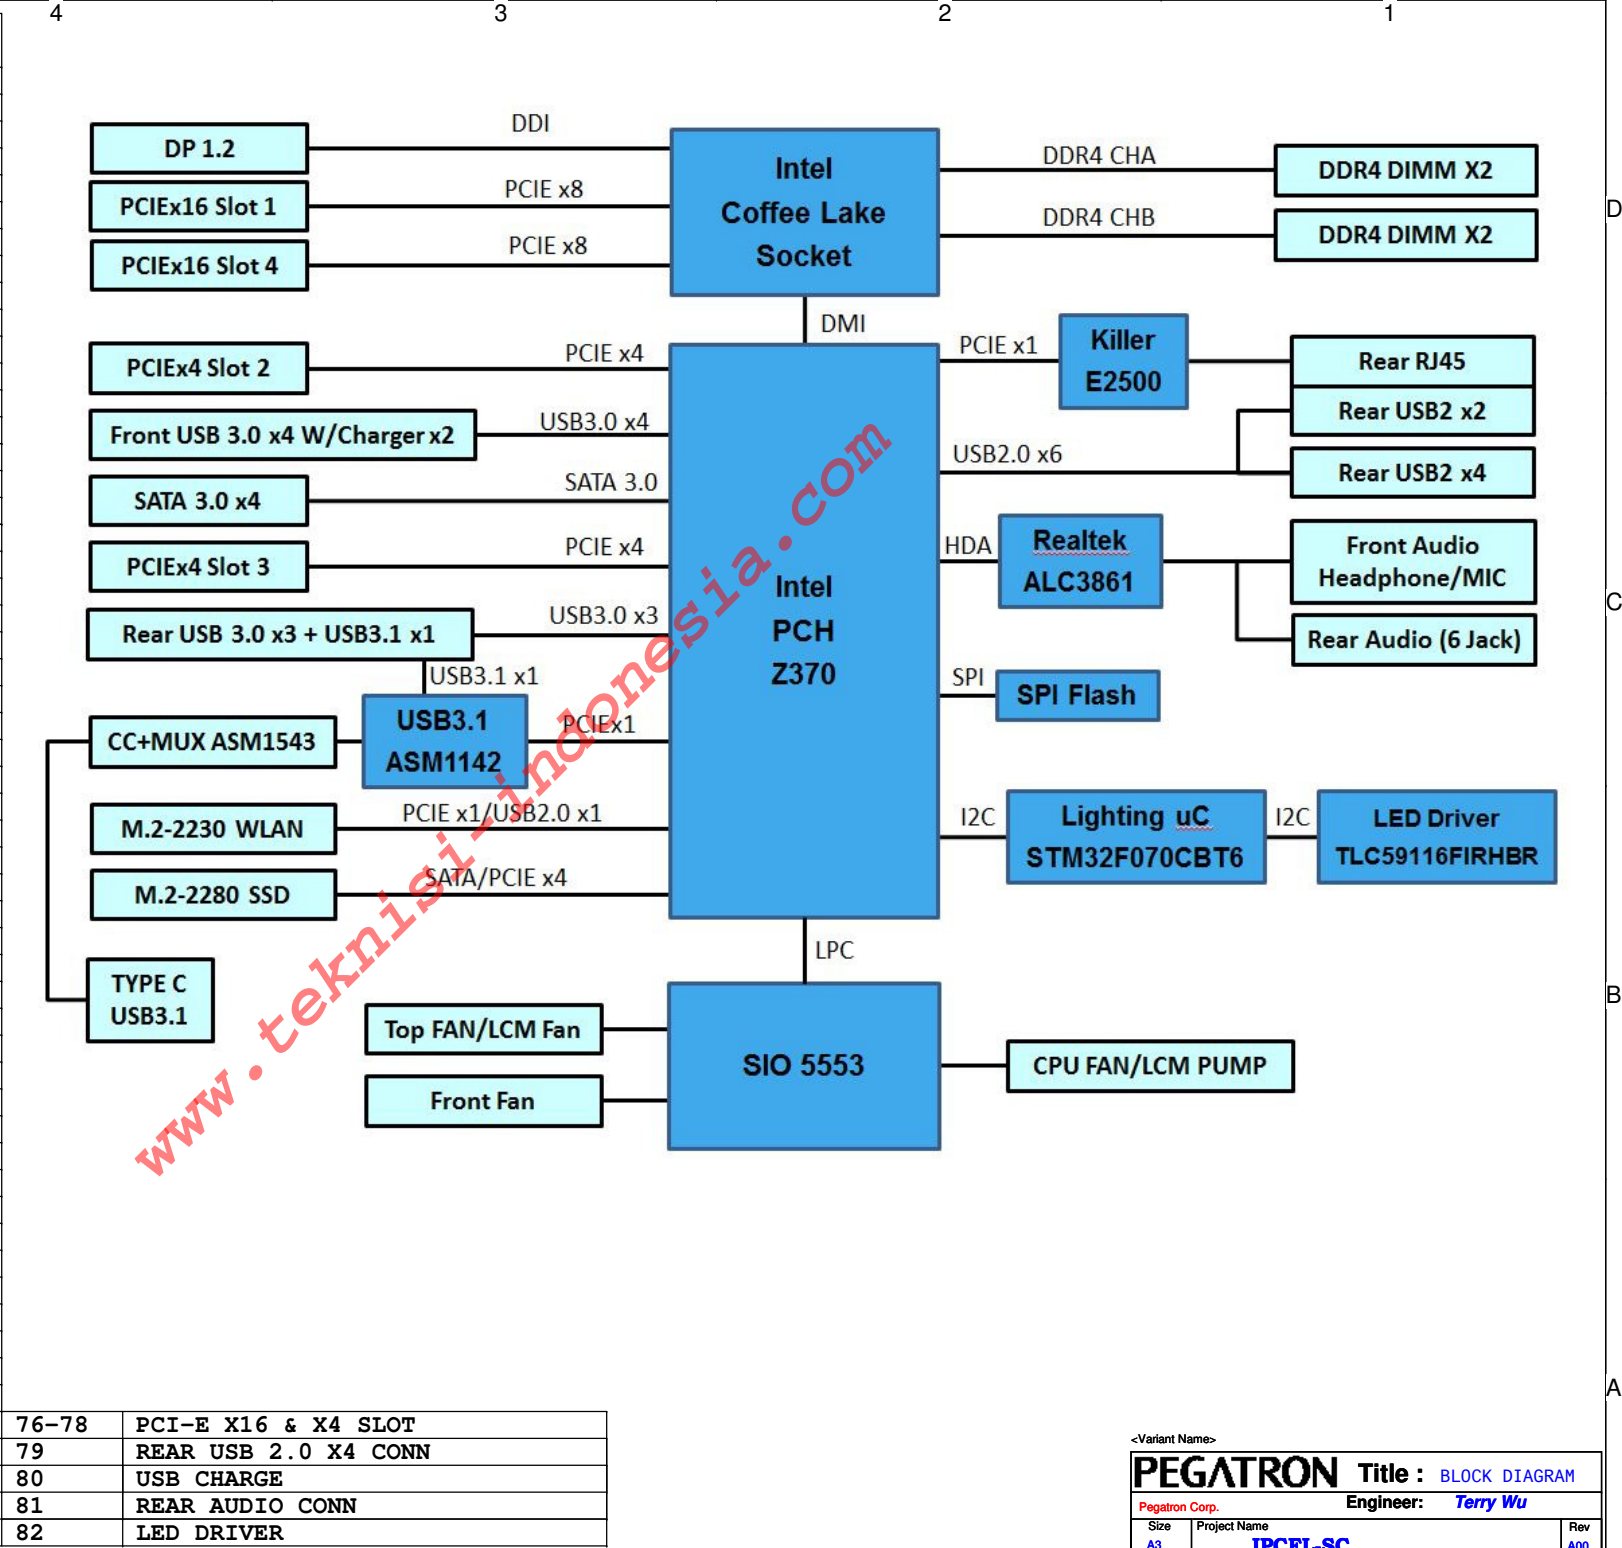 4 3 2 1
DP 1.2
DDI
PCIEx16 Slot 1
PCIE x8
PCIEx16 Slot 4
PCIE x8
Intel
Coffee Lake
Socket
DDR4 CHA
DDR4 DIMM X2
DDR4 CHB
DDR4 DIMM X2
D
DMI
PCIEx4 Slot 2
PCIE x4
Front USB 3.0 x4 W/Charger x2
USB3.0 x4
SATA 3.0 x4
SATA 3.0
PCIEx4 Slot 3
PCIE x4
Rear USB 3.0 x3 + USB3.1 x1
USB3.0 x3
USB3.1 x1
CC+MUX ASM1543
USB3.1
ASM1142
PCIEx1
M.2-2230 WLAN
PCIE x1/USB2.0 x1
M.2-2280 SSD
SATA/PCIE x4
TYPE C
USB3.1
Intel
PCH
Z370
PCIE x1
Killer
E2500
Rear RJ45
Rear USB2 x2
USB2.0 x6
Rear USB2 x4
HDA
Realtek
ALC3861
Front Audio
Headphone/MIC
Rear Audio (6 Jack)
C
SPI
SPI Flash
I2C
Lighting uC
STM32F070CBT6
I2C
LED Driver
TLC59116FIRHBR
LPC
B
Top FAN/LCM Fan
Front Fan
SIO 5553
CPU FAN/LCM PUMP
www.teknisi-indonesia.com
A
76-78 PCI-E X16 & X4 SLOT
79 REAR USB 2.0 X4 CONN
80 USB CHARGE
81 REAR AUDIO CONN
82 LED DRIVER
<Variant Name>
PEGATRON Title : BLOCK DIAGRAM
Pegatron Corp. Engineer: Terry Wu
Size Project Name Rev
A3 IPCFL-SC A00